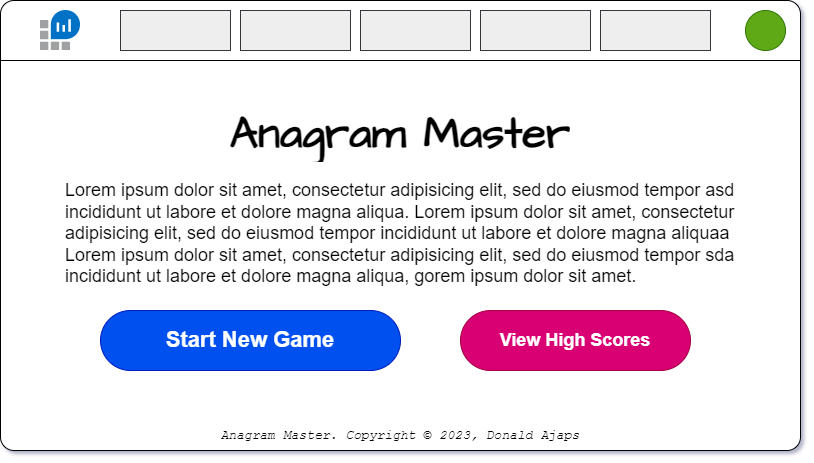 Anagram Master
Lorem ipsum dolor sit amet, consectetur adipisicing elit, sed do eiusmod tempor asd
incididunt ut labore et dolore magna aliqua. Lorem ipsum dolor sit amet, consectetur
adipisicing elit, sed do eiusmod tempor incididunt ut labore et dolore magna aliquaa
Lorem ipsum dolor sit amet, consectetur adipisicing elit, sed do eiusmod tempor sda
incididunt ut labore et dolore magna aliqua, gorem ipsum dolor sit amet.
Start New Game
View High Scores
Anagram Master. Copyright © 2023, Donald Ajaps